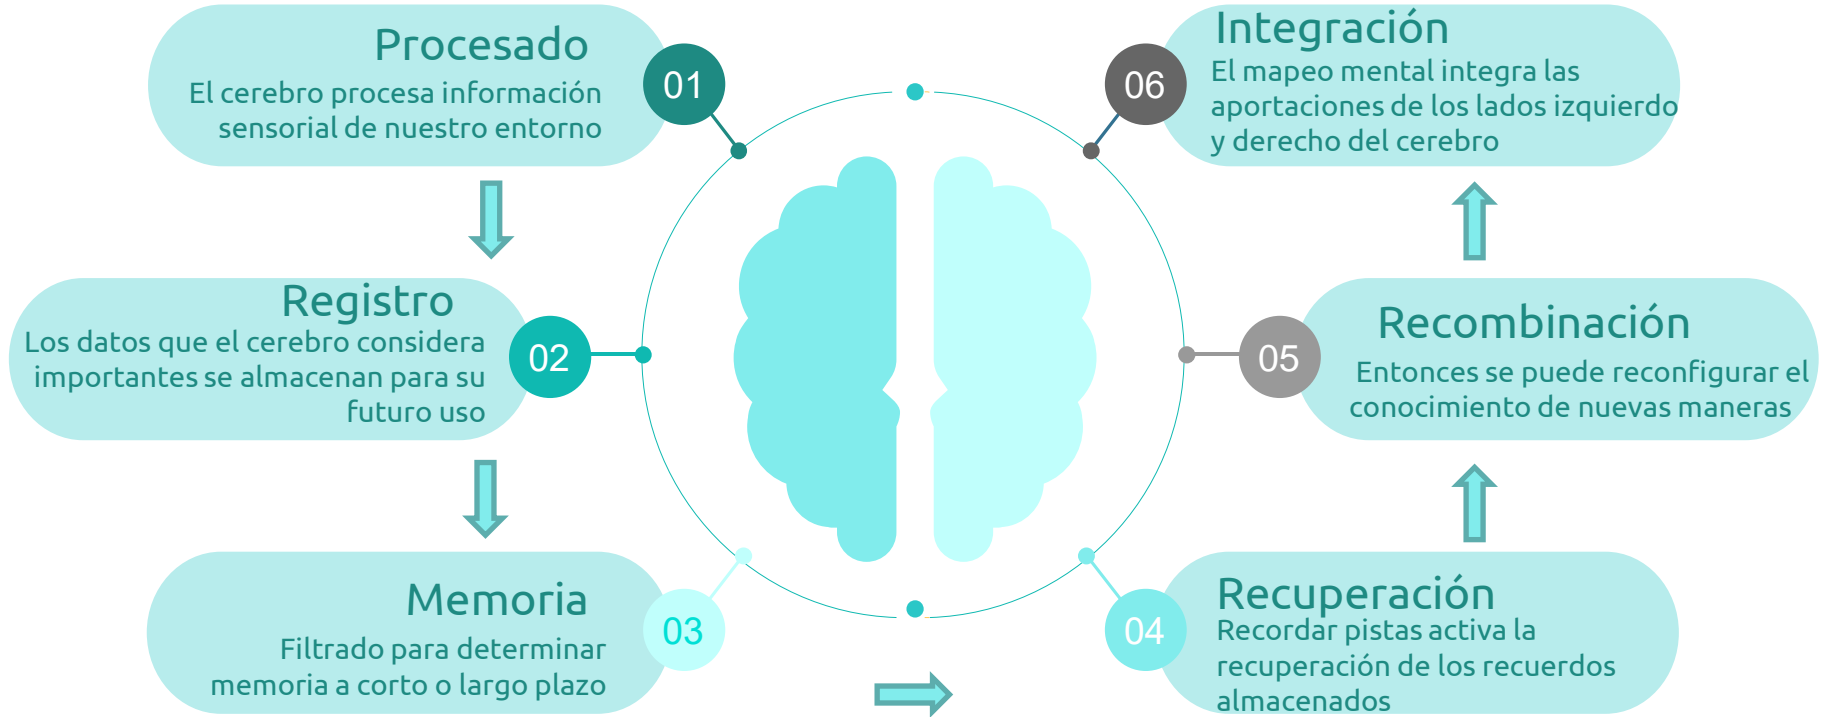 Procesado
El cerebro procesa información
sensorial de nuestro entorno
01
Registro
Los datos que el cerebro considera
importantes se almacenan para su
futuro uso
02
Memoria
Filtrado para determinar
memoria a corto o largo plazo
03
04
Recuperación
Recordar pistas activa la
recuperación de los recuerdos
almacenados
05
Recombinación
Entonces se puede reconfigurar el
conocimiento de nuevas maneras
06
Integración
El mapeo mental integra las
aportaciones de los lados izquierdo
y derecho del cerebro